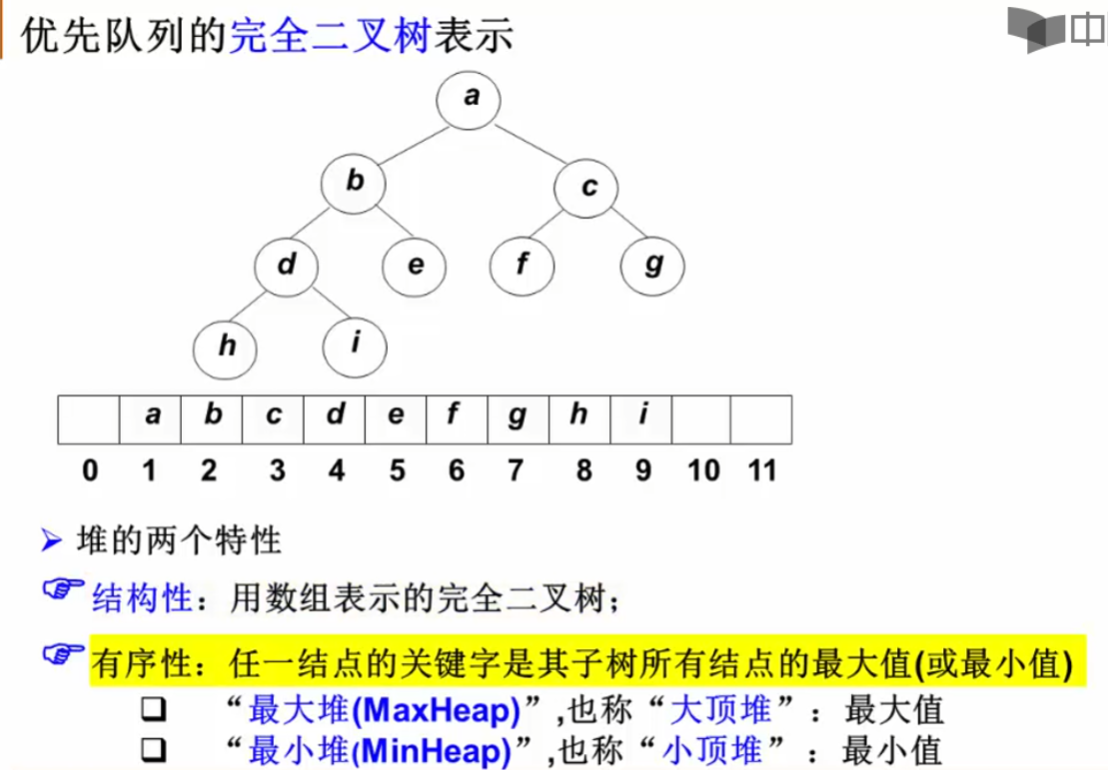 优先队列的完全二叉树表示
中
a
b c
d e f g
h i
a b c d e f g h i
0 1 2 3 4 5 6 7 8 9 10 11
堆的两个特性
结构性：用数组表示的完全二叉树；
有序性：任一结点的关键字是其子树所有结点的最大值(或最小值)
“最大堆(MaxHeap)”,也称“大顶堆”：最大值
“最小堆(MinHeap)”,也称“小顶堆”：最小值